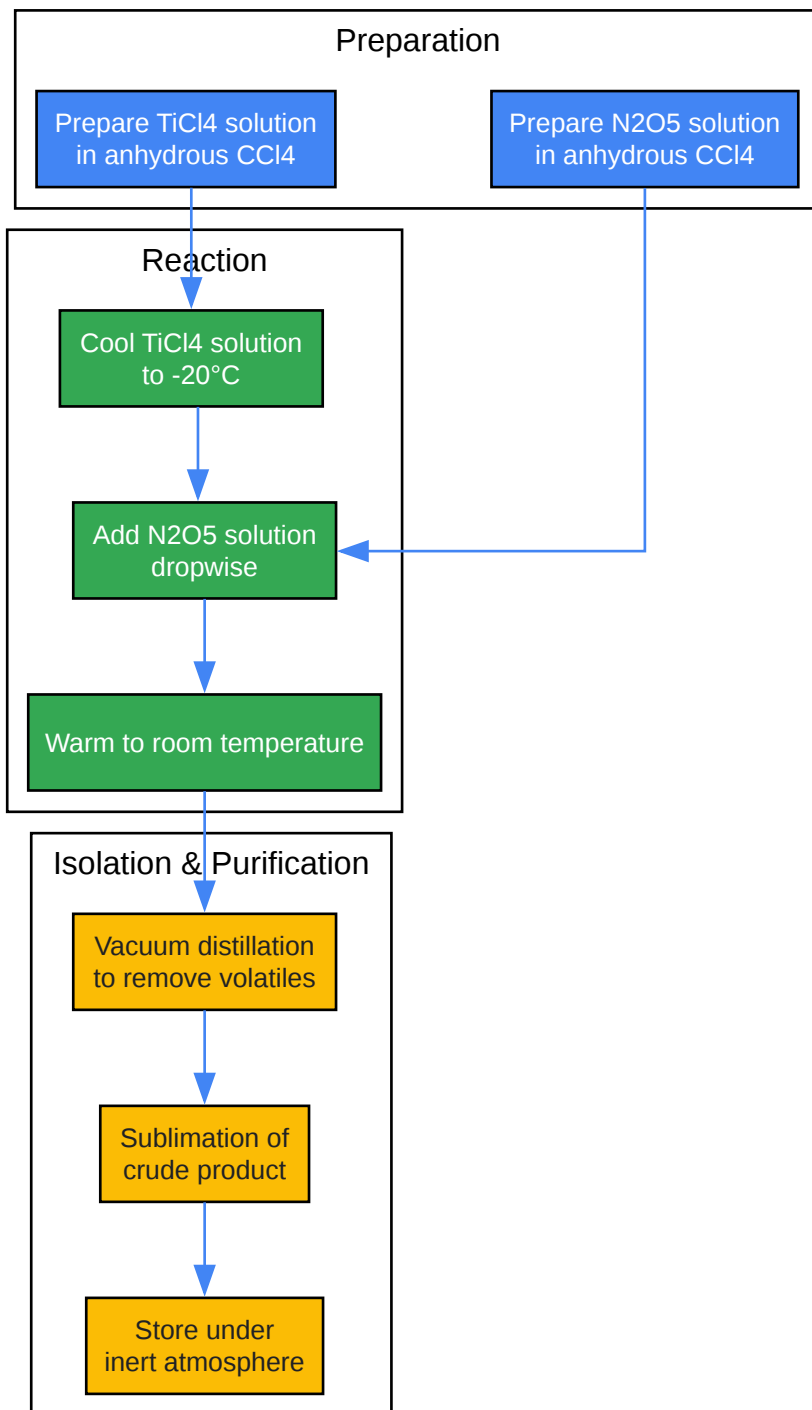 Preparation
Prepare TiCl4 solution
in anhydrous CCl4
Prepare N2O5 solution
in anhydrous CCl4
Reaction
Cool TiCl4 solution
to -20°C
Add N2O5 solution
dropwise
Warm to room temperature
Isolation & Purification
Vacuum distillation
to remove volatiles
Sublimation of
crude product
Store under
inert atmosphere